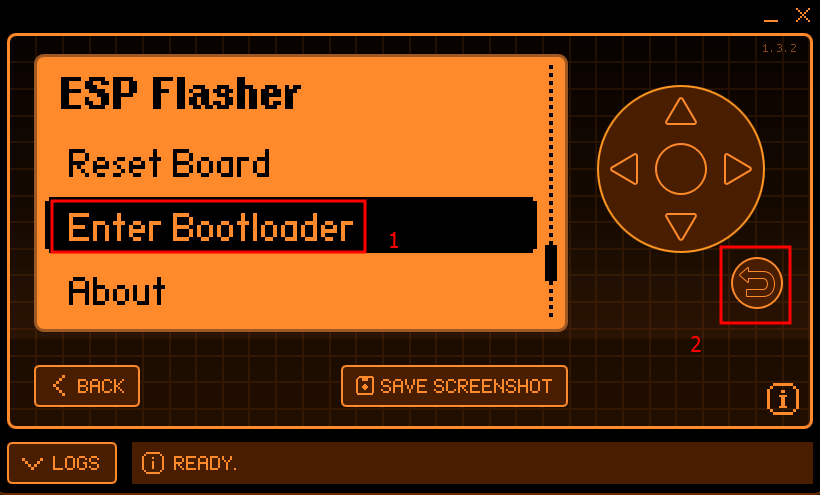 1.3.2
ESP Flasher
Reset Board
Enter Bootloader
1
About
2
BACK
SAVE SCREENSHOT
LOGS
READY.